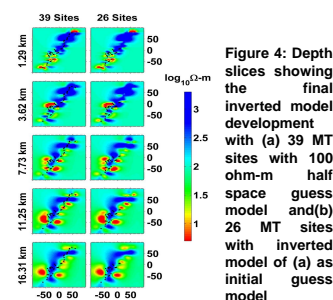 39 Sites 26 Sites
1.29 km
50
0
-50
3.62 km
50
0
-50
7.73 km
50
0
-50
11.25 km
50
0
-50
16.31 km
50
0
-50
-50 0 50 -50 0 50
log10Ω-m
3
2.5
2
1.5
1
Figure 4: Depth
slices showing
the final
inverted model
development
with (a) 39 MT
sites with 100
ohm-m half
space guess
model and(b)
26 MT sites
with inverted
model of (a) as
initial guess
model